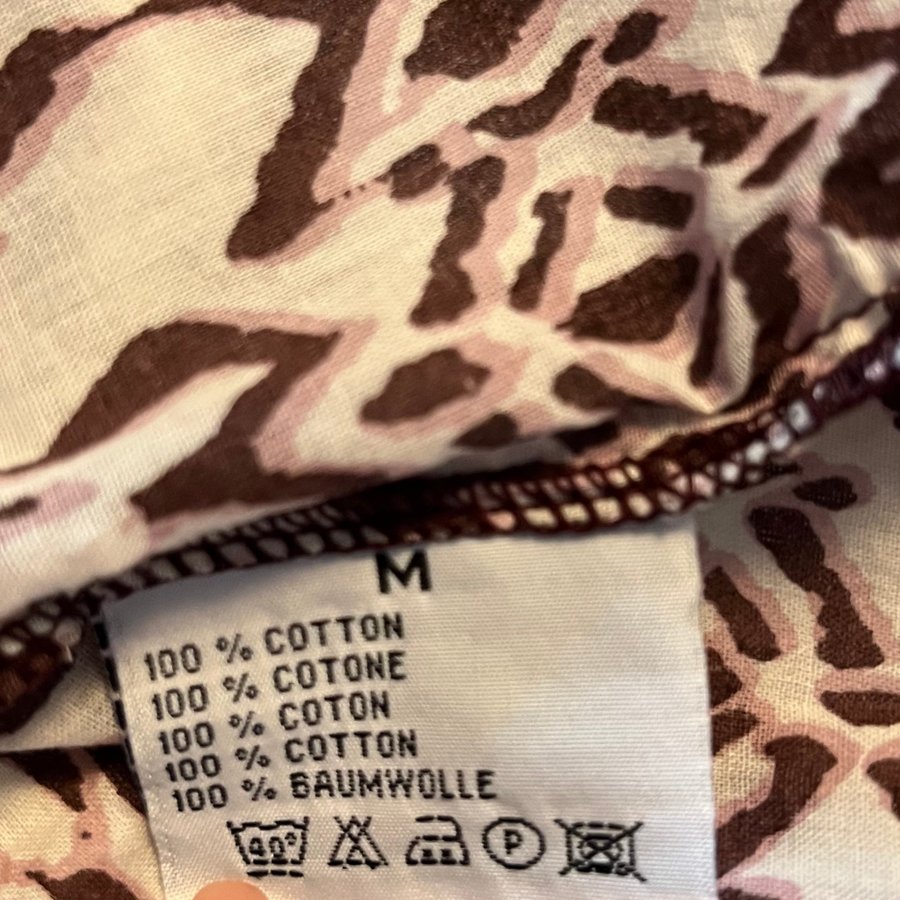 M
100 % COTTON
100 % COTONE
100 % COTON
100 % COTTON
100 % BAUMWOLLE
40° P